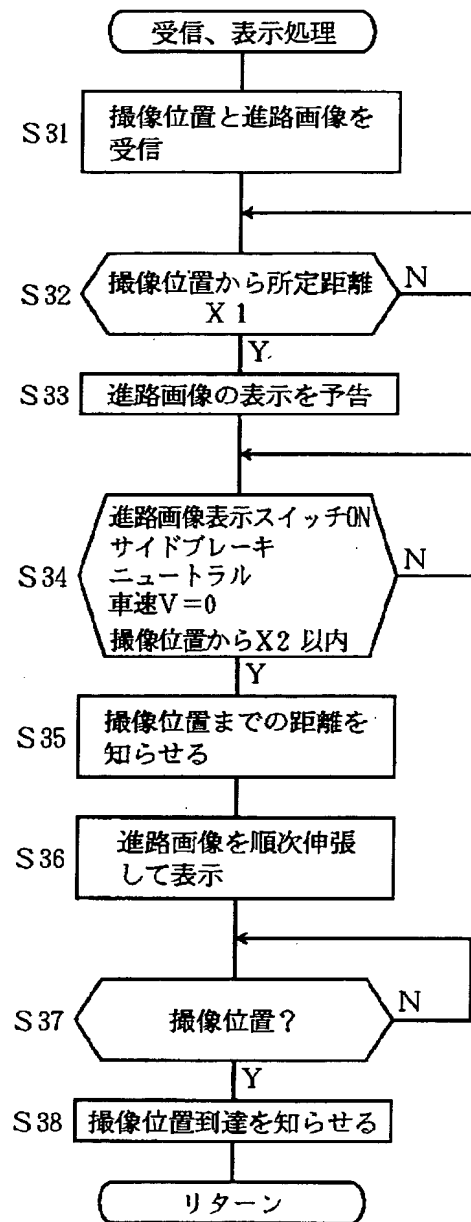 受信、表示処理
S31
撮像位置と進路画像を
受信
S32
撮像位置から所定距離
X1
N
Y
S33
進路画像の表示を予告
S34
進路画像表示スイッチON
サイドブレーキ
ニュートラル
車速V=0
撮像位置からX2以内
N
Y
S35
撮像位置までの距離を
知らせる
S36
進路画像を順次伸張
して表示
S37
撮像位置?
N
Y
S38
撮像位置到達を知らせる
リターン